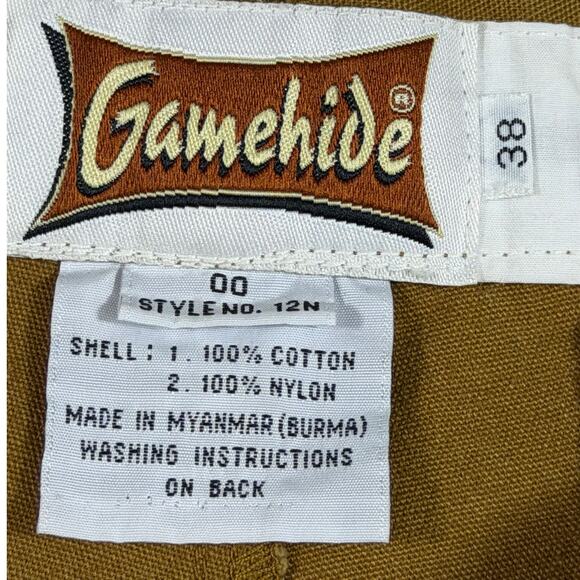 Gamehide®
38
00
STYLE NO. 12N
SHELL : 1. 100% COTTON
2. 100% NYLON
MADE IN MYANMAR (BURMA)
WASHING INSTRUCTIONS
ON BACK